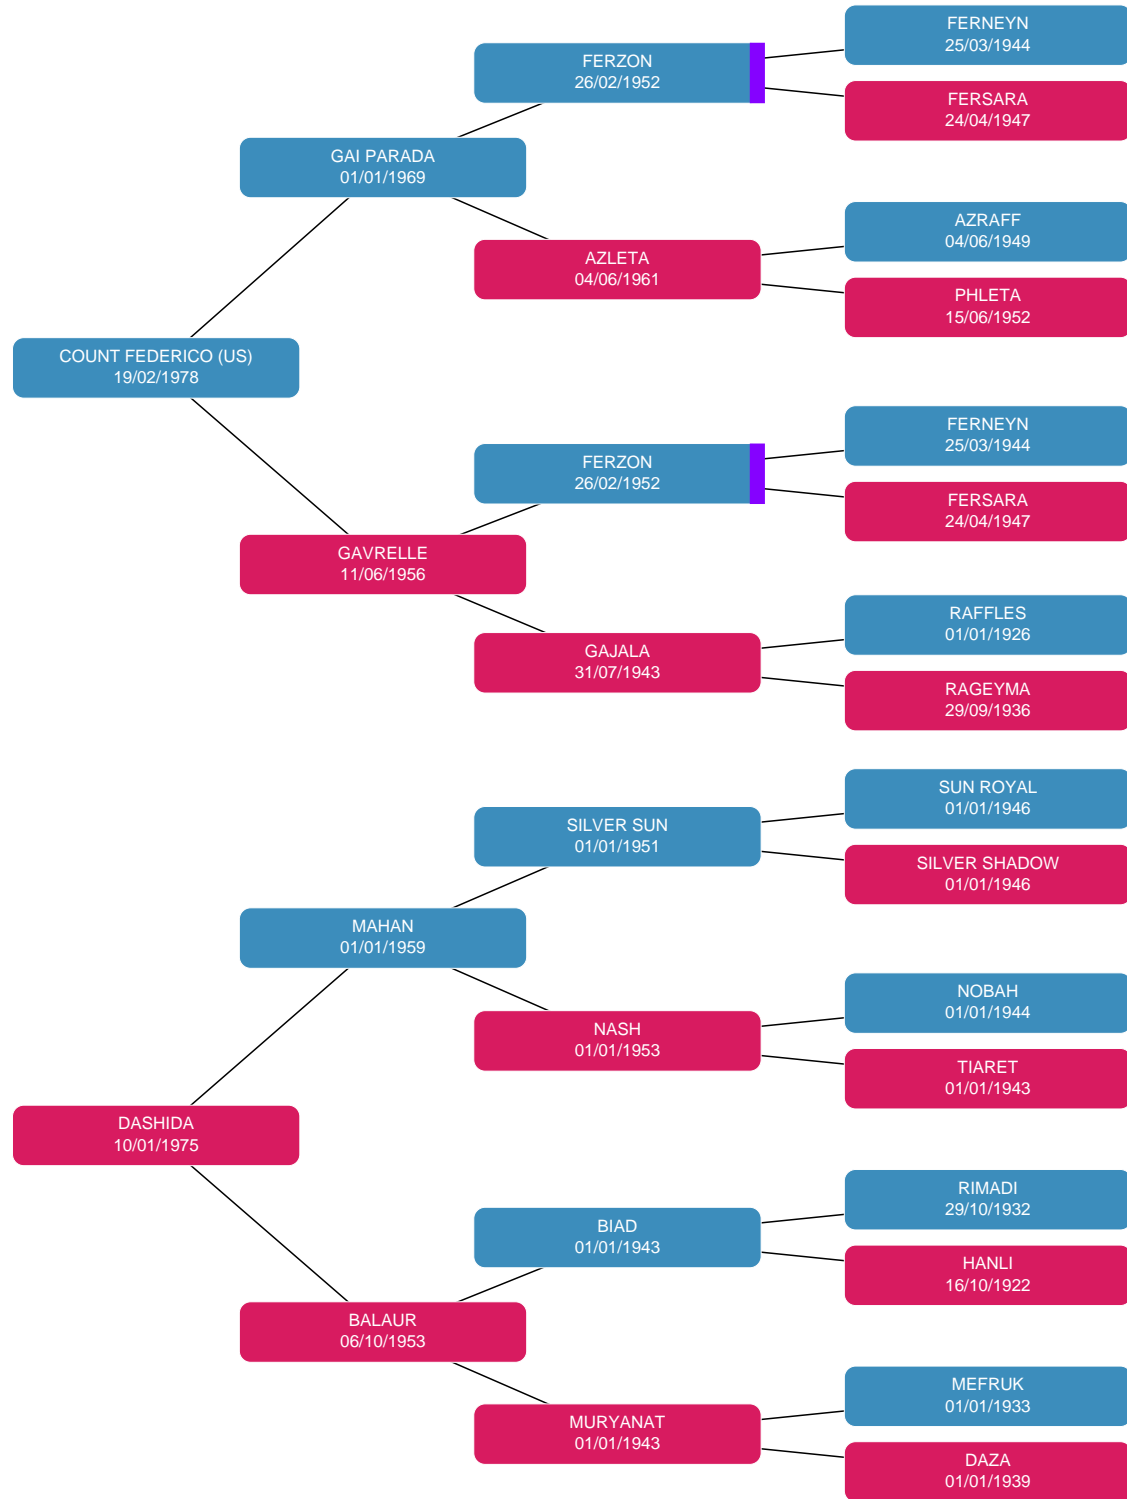 FERNEYN
25/03/1944
FERZON
26/02/1952
FERSARA
24/04/1947
GAI PARADA
01/01/1969
AZRAFF
04/06/1949
AZLETA
04/06/1961
PHLETA
15/06/1952
COUNT FEDERICO (US)
19/02/1978
FERNEYN
25/03/1944
FERZON
26/02/1952
FERSARA
24/04/1947
GAVRELLE
11/06/1956
RAFFLES
01/01/1926
GAJALA
31/07/1943
RAGEYMA
29/09/1936
SUN ROYAL
01/01/1946
SILVER SUN
01/01/1951
SILVER SHADOW
01/01/1946
MAHAN
01/01/1959
NOBAH
01/01/1944
NASH
01/01/1953
TIARET
01/01/1943
DASHIDA
10/01/1975
RIMADI
29/10/1932
BIAD
01/01/1943
HANLI
16/10/1922
BALAUR
06/10/1953
MEFRUK
01/01/1933
MURYANAT
01/01/1943
DAZA
01/01/1939